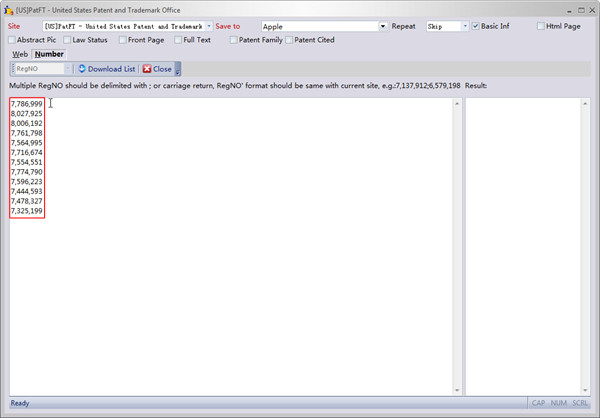 [US]PatFT - United States Patent and Trademark Office
Site [US]PatFT - United States Patent and Trademark Save to Apple Repeat Skip Basic Inf Html Page
Abstract Pic Law Status Front Page Full Text Patent Family Patent Cited
Web Number
RegNO Download List Close
Multiple RegNO should be delimited with ; or carriage return, RegNO' format should be same with current site, e.g.:7,137,912;6,579,198 Result:
7,786,999
8,027,925
8,006,192
7,761,798
7,564,995
7,716,674
7,554,551
7,774,790
7,596,223
7,444,593
7,478,327
7,325,199
Ready CAP NUM SCRL